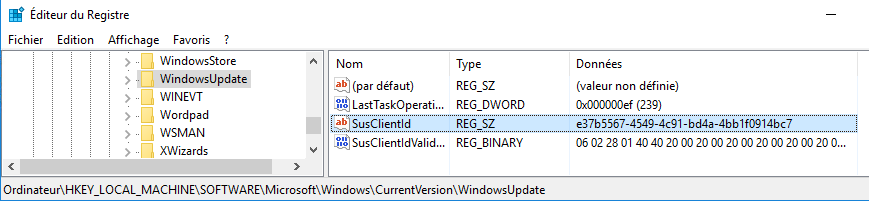 Éditeur du Registre
Fichier Edition Affichage Favoris ?
WindowsStore
WindowsUpdate
WINEVT
Wordpad
WSMAN
XWizards
Nom Type Données
(par défaut) REG_SZ (valeur non définie)
LastTaskOperati... REG_DWORD 0x000000ef (239)
SusClientId REG_SZ e37b5567-4549-4c91-bd4a-4bb1f0914bc7
SusClientIdValid... REG_BINARY 06 02 28 01 40 40 20 00 20 00 20 00 20 00 20 00 20 0...
Ordinateur\HKEY_LOCAL_MACHINE\SOFTWARE\Microsoft\Windows\CurrentVersion\WindowsUpdate